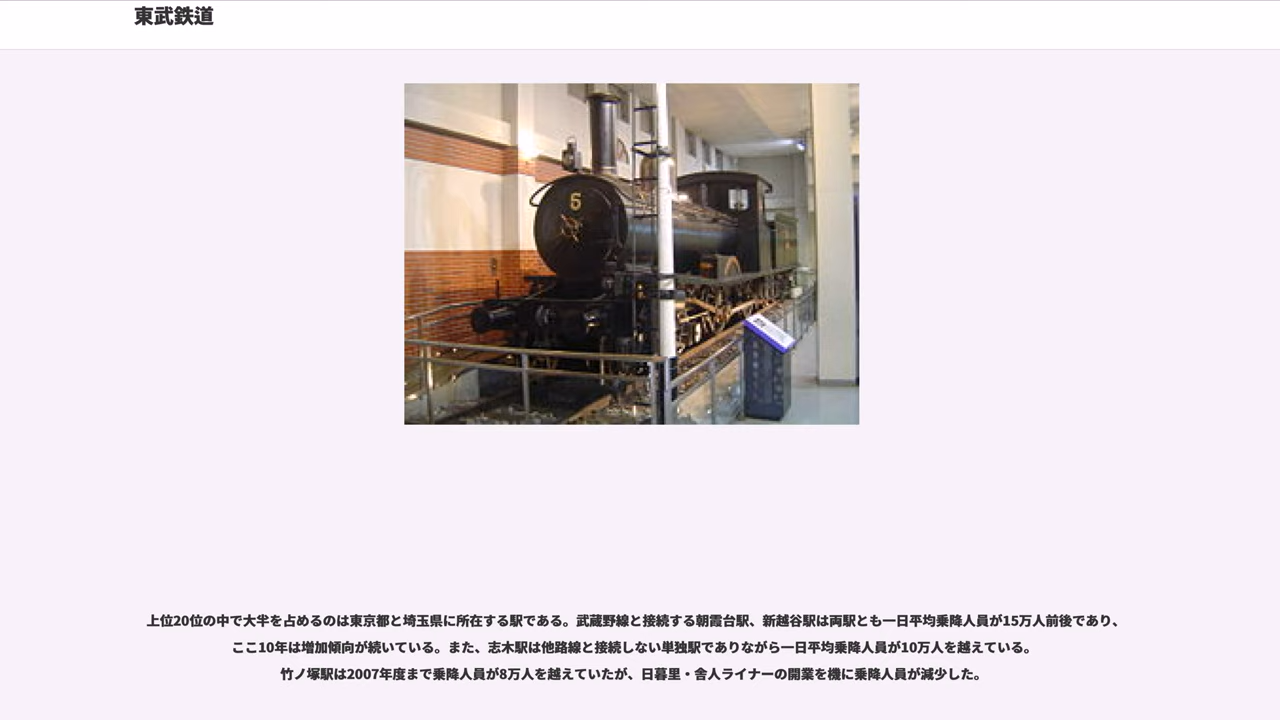 東武鉄道
5
上位20位の中で大半を占めるのは東京都と埼玉県に所在する駅である。武蔵野線と接続する朝霞台駅、新越谷駅は両駅とも一日平均乗降人員が15万人前後であり、
ここ10年は増加傾向が続いている。また、志木駅は他路線と接続しない単独駅でありながら一日平均乗降人員が10万人を越えている。
竹ノ塚駅は2007年度まで乗降人員が8万人を越えていたが、日暮里・舎人ライナーの開業を機に乗降人員が減少した。